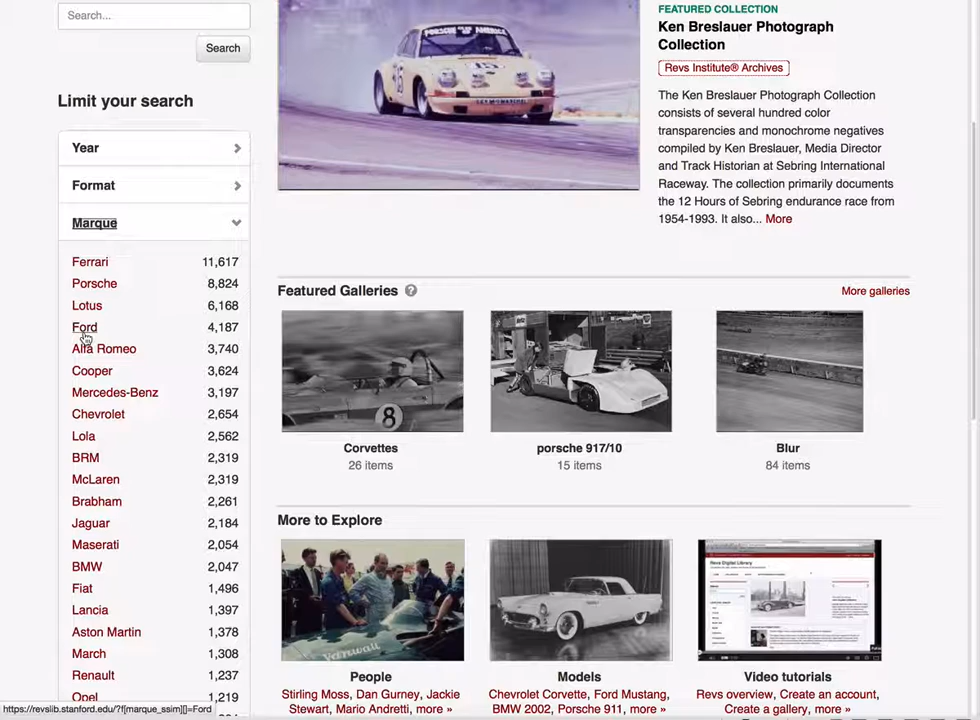 Search...
Search
Limit your search
Year
Format
Marque
Ferrari 11,617
Porsche 8,824
Lotus 6,168
Ford 4,187
Alfa Romeo 3,740
Cooper 3,624
Mercedes-Benz 3,197
Chevrolet 2,654
Lola 2,562
BRM 2,319
McLaren 2,319
Brabham 2,261
Jaguar 2,184
Maserati 2,054
BMW 2,047
Fiat 1,496
Lancia 1,397
Aston Martin 1,378
March 1,308
Renault 1,237
Opel 1,219
https://revslib.stanford.edu/?f[marque_ssim][]=Ford
PORSCHE CLUB AMERICA
FEATURED COLLECTION
Ken Breslauer Photograph
Collection
Revs Institute® Archives
The Ken Breslauer Photograph Collection
consists of several hundred color
transparencies and monochrome negatives
compiled by Ken Breslauer, Media Director
and Track Historian at Sebring International
Raceway. The collection primarily documents
the 12 Hours of Sebring endurance race from
1954-1993. It also... More
Featured Galleries ?
More galleries
8
Corvettes
26 items
porsche 917/10
15 items
Blur
84 items
More to Explore
Vanwall
Revs Digital Library
People
Stirling Moss, Dan Gurney, Jackie
Stewart, Mario Andretti, more »
Models
Chevrolet Corvette, Ford Mustang,
BMW 2002, Porsche 911, more »
Video tutorials
Revs overview, Create an account,
Create a gallery, more »